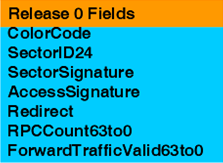 Release 0 Fields
ColorCode
SectorID24
SectorSignature
AccessSignature
Redirect
RPCCount63to0
ForwardTrafficValid63to0